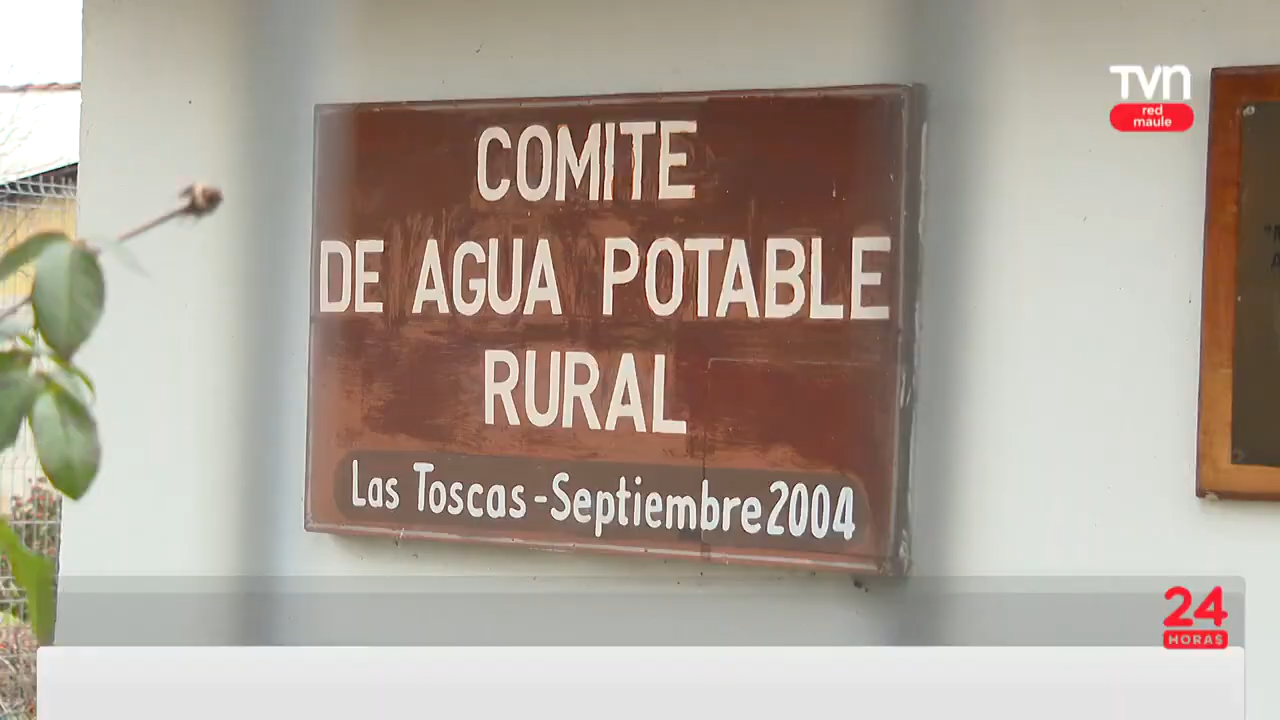 COMITE
DE AGUA POTABLE
RURAL
Las Toscas - Septiembre 2004
TVN
red
maule
24
HORAS